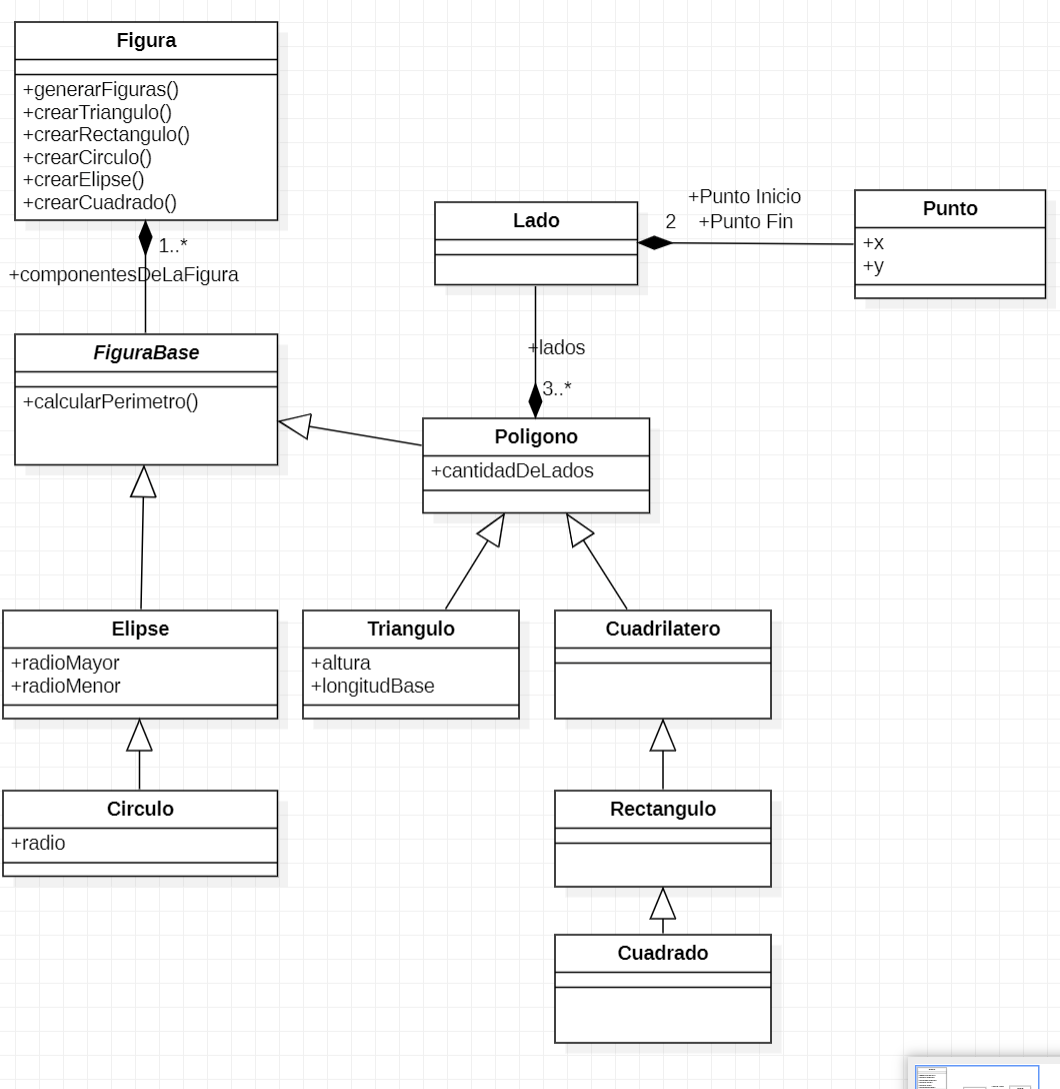 Figura
+generarFiguras()
+crearTriangulo()
+crearRectangulo()
+crearCirculo()
+crearElipse()
+crearCuadrado()
1..*
+componentesDeLaFigura
FiguraBase
+calcularPerimetro()
Lado
2
+Punto Inicio
+Punto Fin
Punto
+x
+y
+lados
3..*
Poligono
+cantidadDeLados
Elipse
+radioMayor
+radioMenor
Triangulo
+altura
+longitudBase
Cuadrilatero
Circulo
+radio
Rectangulo
Cuadrado